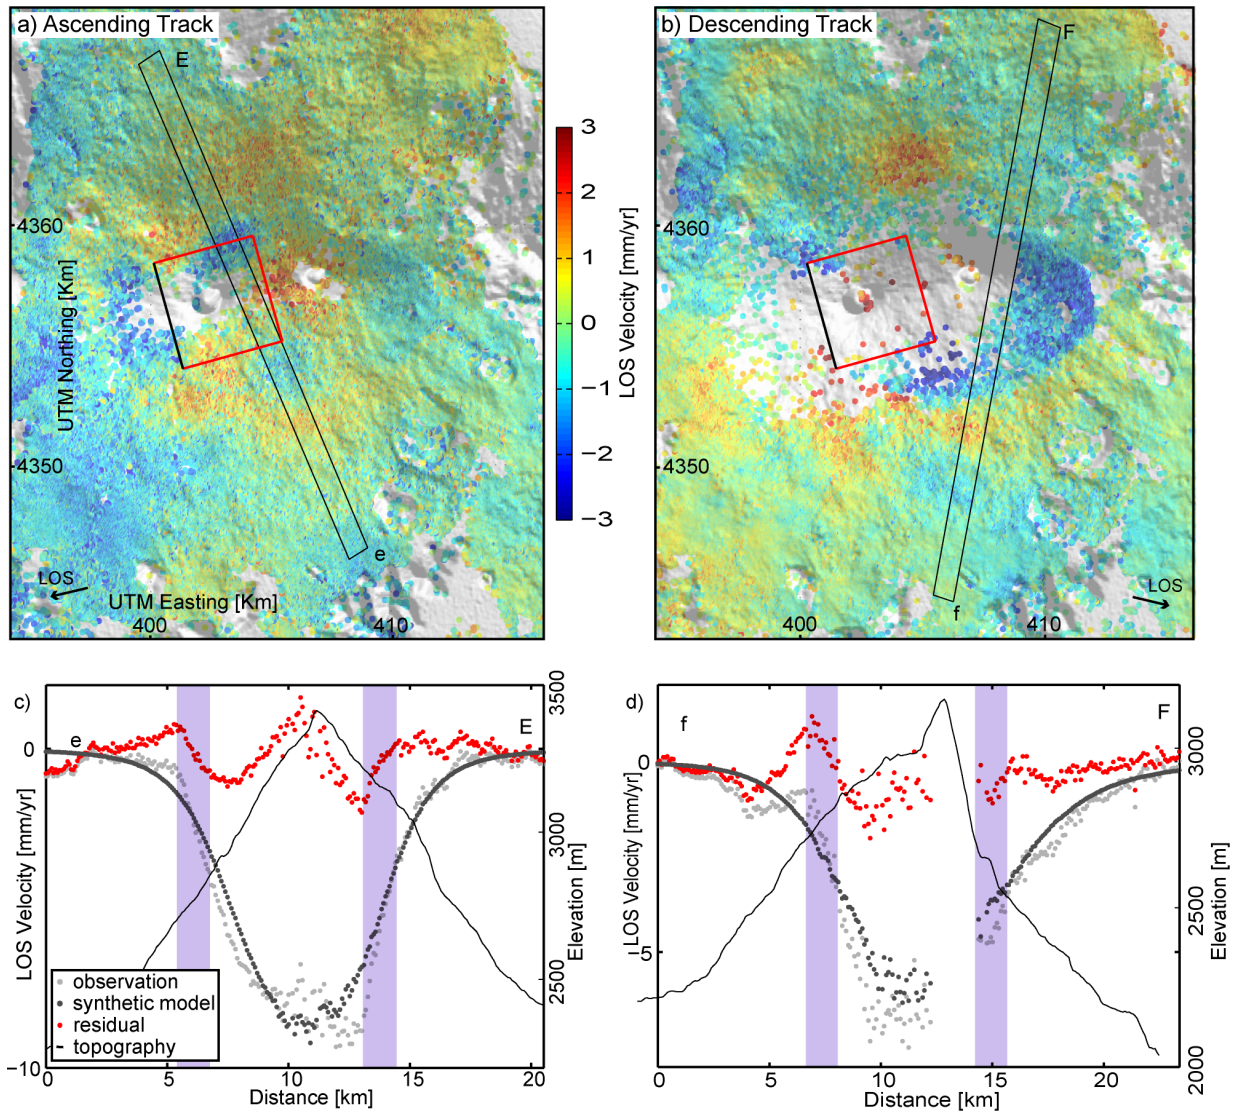 a) Ascending Track
E
4360
UTM Northing [Km]
4350
e
LOS
UTM Easting [Km]
400
410
3
2
1
0
−1
−2
−3
LOS Velocity [mm/yr]
b) Descending Track
F
4360
4350
f
LOS
400
410
c)
e
E
0
−10
LOS Velocity [mm/yr]
3500
3000
2500
Elevation [m]
observation
synthetic model
residual
topography
0
5
10
15
20
Distance [km]
d)
f
F
0
−5
LOS Velocity [mm/yr]
3000
2500
2000
Elevation [m]
0
5
10
15
20
Distance [km]